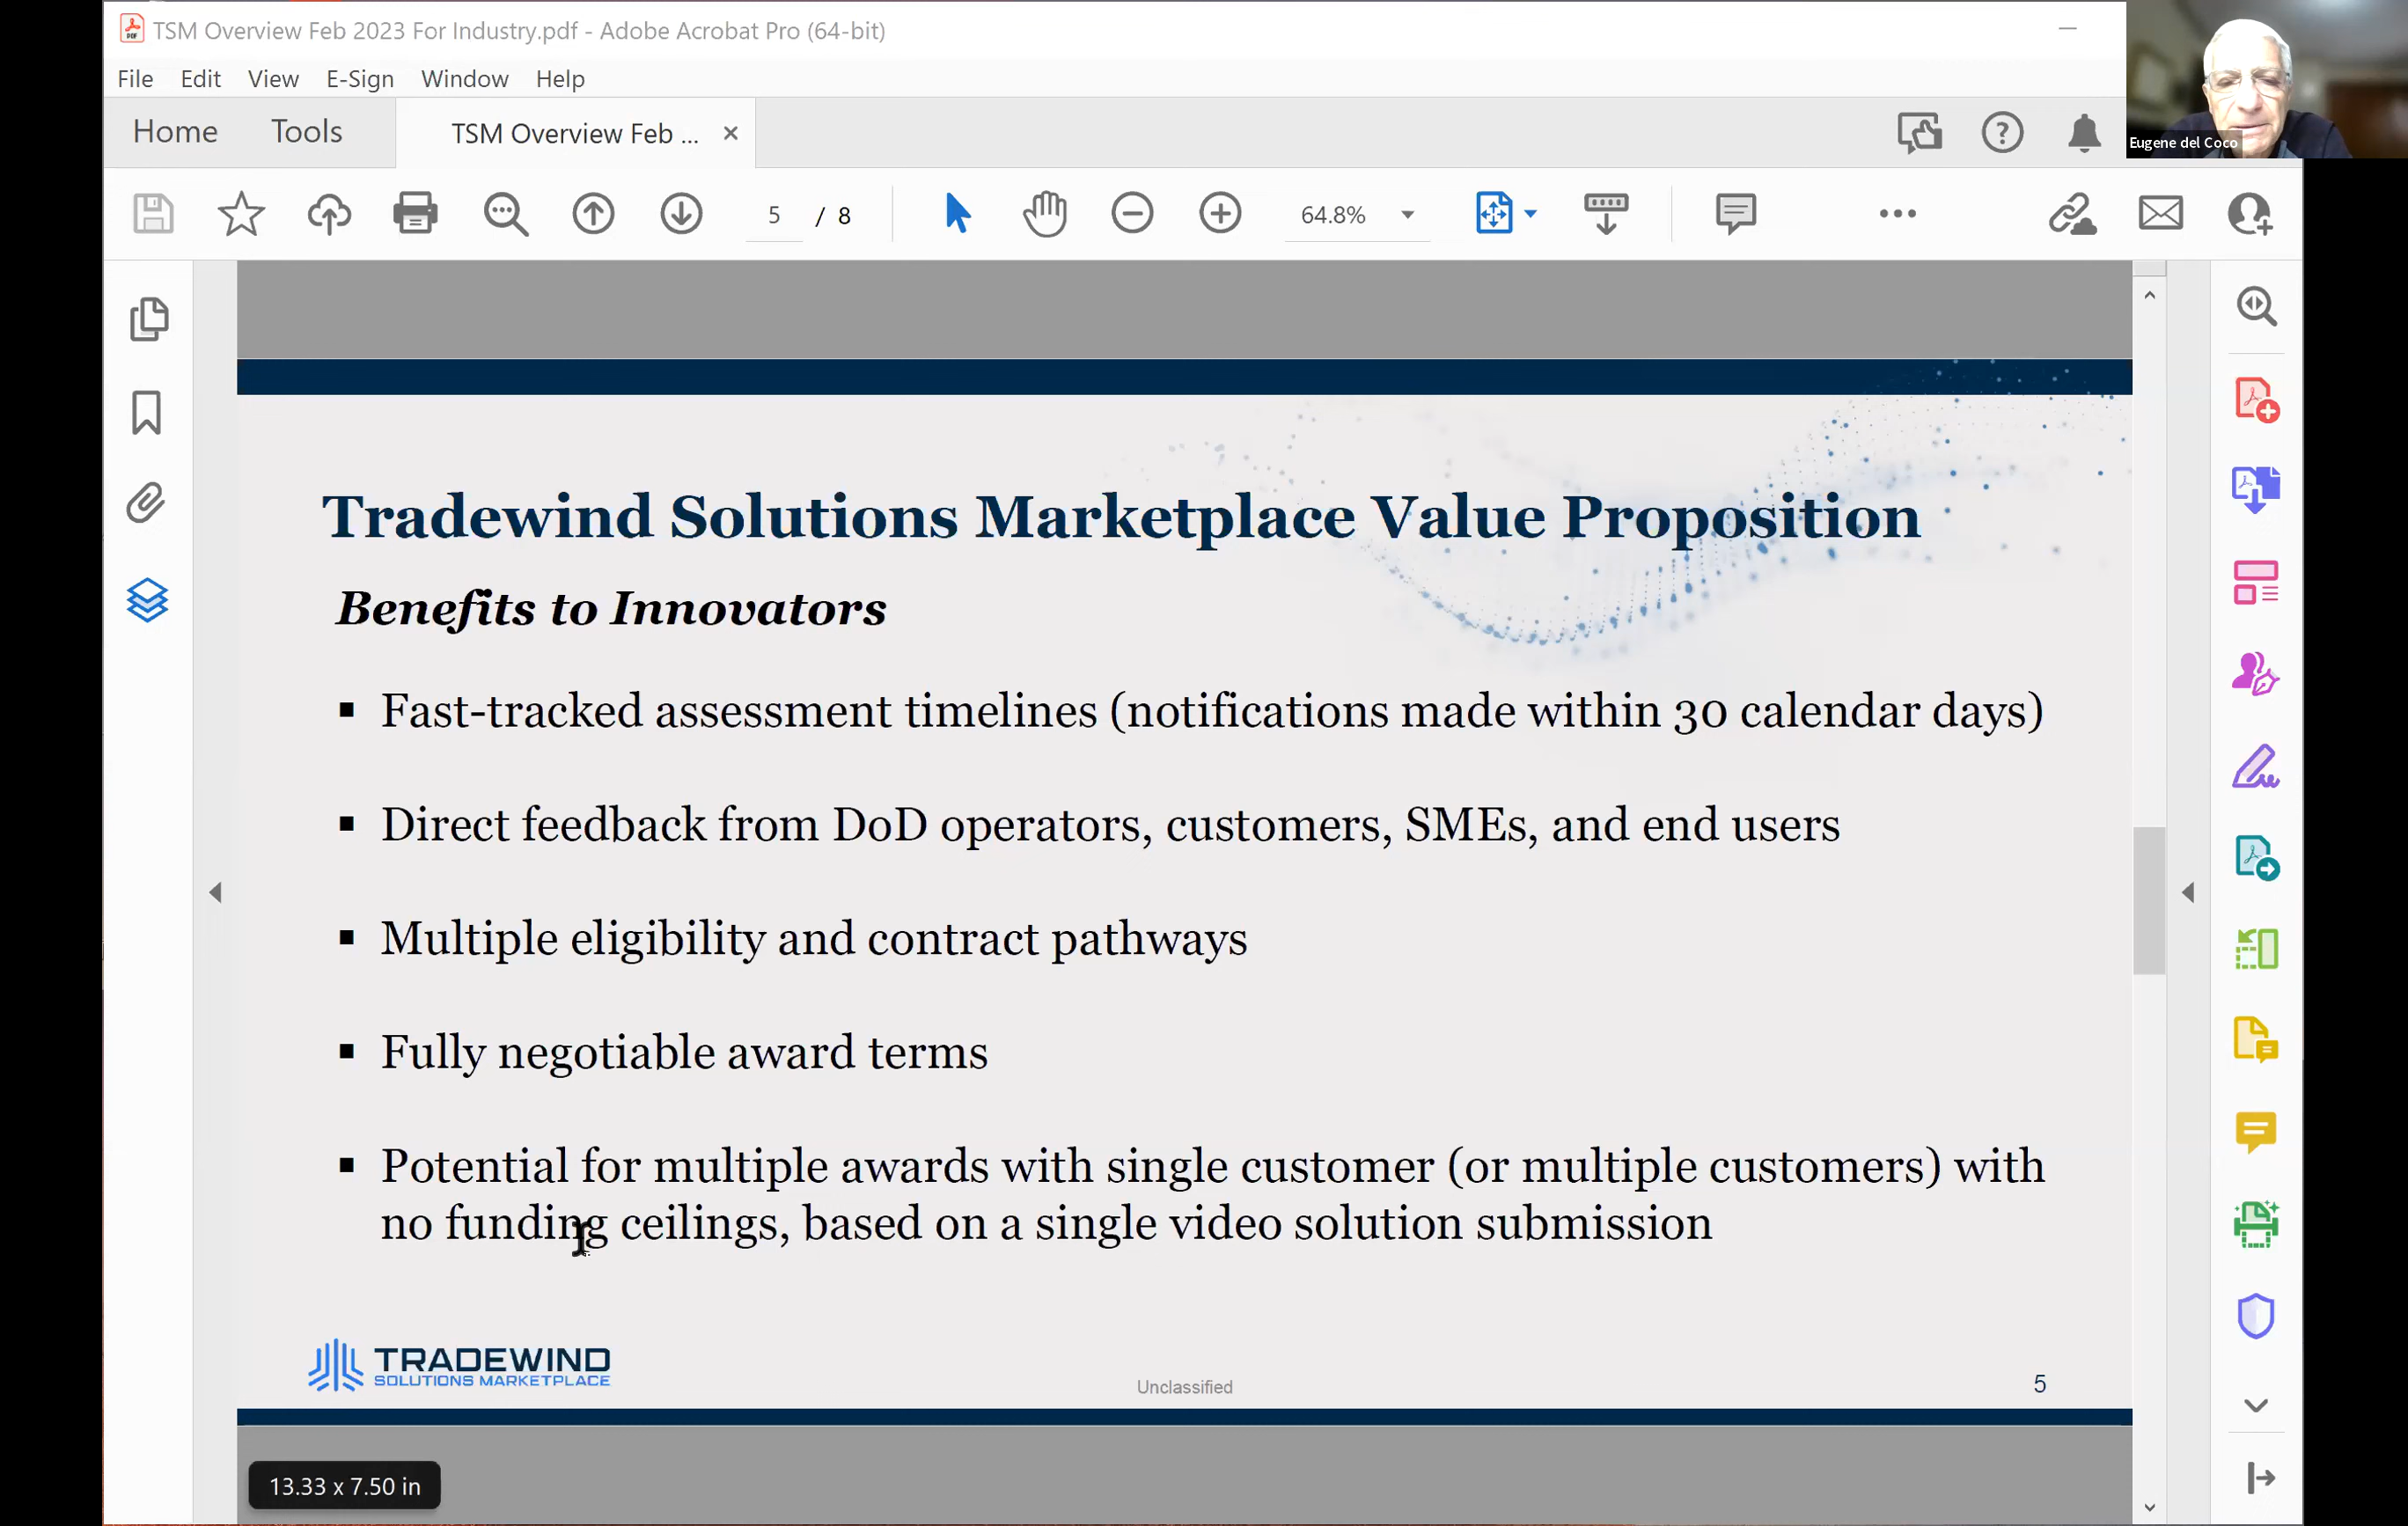 TSM Overview Feb 2023 For Industry.pdf - Adobe Acrobat Pro (64-bit)
File Edit View E-Sign Window Help
Home Tools TSM Overview Feb ...
Eugene del Coco
5 / 8 64.8%
Tradewind Solutions Marketplace Value Proposition
Benefits to Innovators
▪ Fast-tracked assessment timelines (notifications made within 30 calendar days)
▪ Direct feedback from DoD operators, customers, SMEs, and end users
▪ Multiple eligibility and contract pathways
▪ Fully negotiable award terms
▪ Potential for multiple awards with single customer (or multiple customers) with
no funding ceilings, based on a single video solution submission
TRADEWIND
SOLUTIONS MARKETPLACE
Unclassified
5
13.33 x 7.50 in